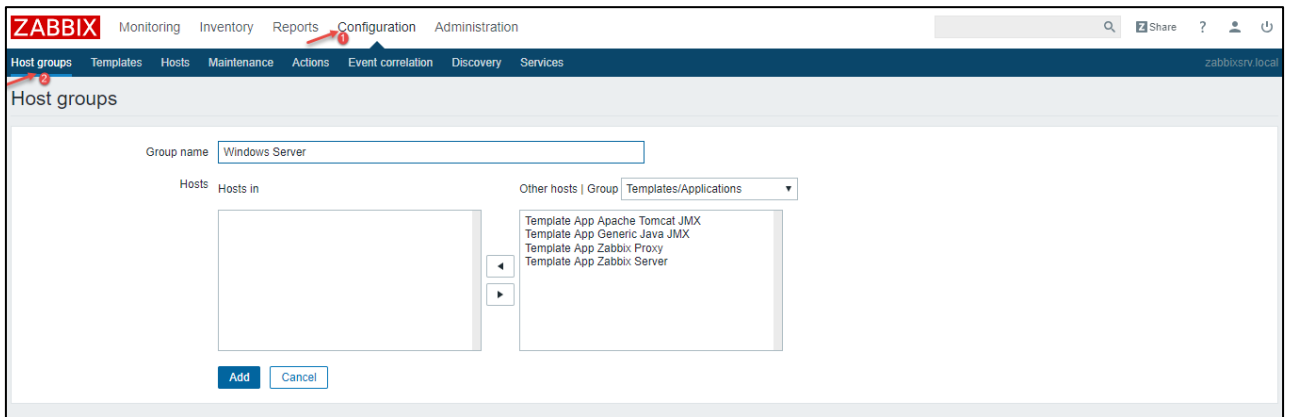 ZABBIX Monitoring Inventory Reports Configuration Administration Z Share ?
1
Host groups Templates Hosts Maintenance Actions Event correlation Discovery Services zabbixsrv.local
2
Host groups
Group name Windows Server
Hosts Hosts in Other hosts | Group Templates/Applications
Template App Apache Tomcat JMX
Template App Generic Java JMX
Template App Zabbix Proxy
Template App Zabbix Server
Add Cancel